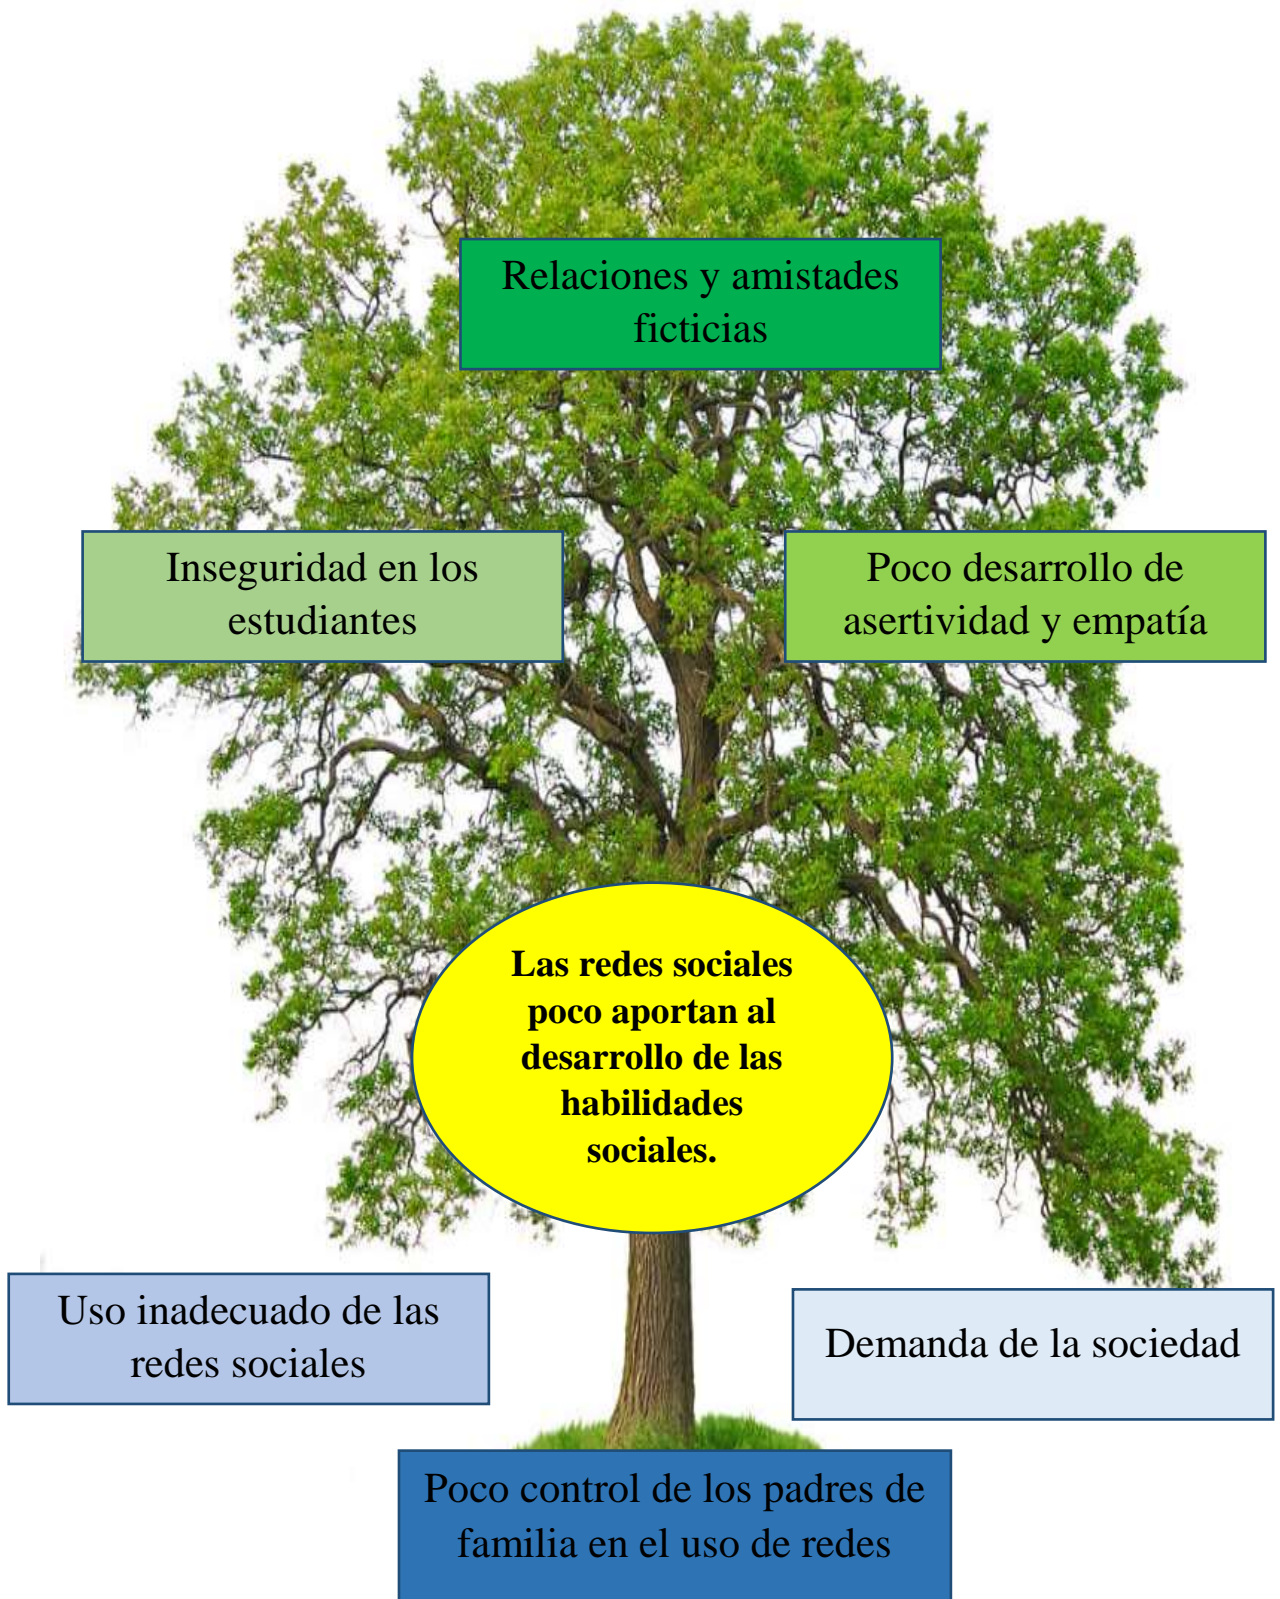 Relaciones y amistades
ficticias
Inseguridad en los
estudiantes
Poco desarrollo de
asertividad y empatía
Las redes sociales
poco aportan al
desarrollo de las
habilidades
sociales.
Uso inadecuado de las
redes sociales
Demanda de la sociedad
Poco control de los padres de
familia en el uso de redes